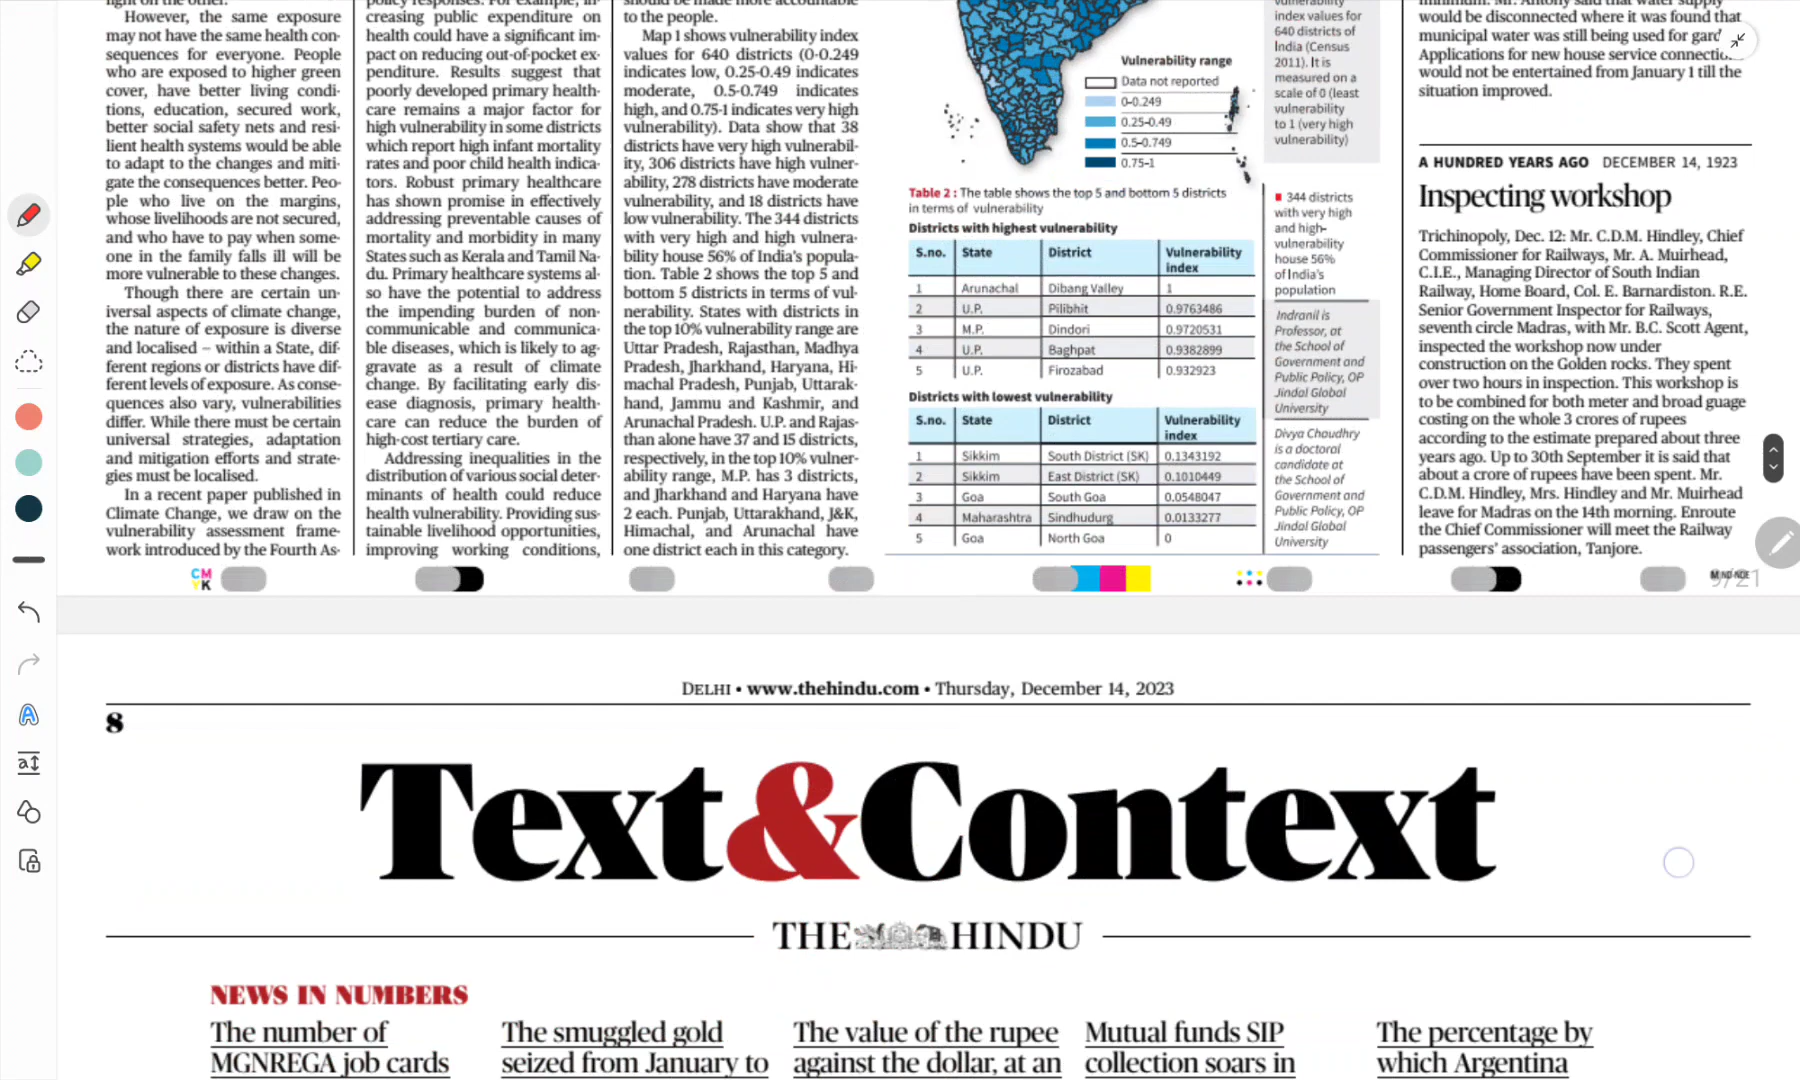 However, the same exposure
may not have the same health con-
sequences for everyone. People
who are exposed to higher green
cover, have better living condi-
tions, education, secured work,
better social safety nets and resi-
lient health systems would be able
to adapt to the changes and miti-
gate the consequences better. Peo-
ple who live on the margins,
whose livelihoods are not secured,
and who have to pay when some-
one in the family falls ill will be
more vulnerable to these changes.
Though there are certain un-
iversal aspects of climate change,
the nature of exposure is diverse
and localised – within a State, dif-
ferent regions or districts have dif-
ferent levels of exposure. As conse-
quences also vary, vulnerabilities
differ. While there must be certain
universal strategies, adaptation
and mitigation efforts and strate-
gies must be localised.
In a recent paper published in
Climate Change, we draw on the
vulnerability assessment frame-
work introduced by the Fourth As-
creasing public expenditure on
health could have a significant im-
pact on reducing out-of-pocket ex-
penditure. Results suggest that
poorly developed primary health-
care remains a major factor for
high vulnerability in some districts
which report high infant mortality
rates and poor child health indica-
tors. Robust primary healthcare
has shown promise in effectively
addressing preventable causes of
mortality and morbidity in many
States such as Kerala and Tamil Na-
du. Primary healthcare systems al-
so have the potential to address
the impending burden of non-
communicable and communica-
ble diseases, which is likely to ag-
gravate as a result of climate
change. By facilitating early dis-
ease diagnosis, primary health-
care can reduce the burden of
high-cost tertiary care.
Addressing inequalities in the
distribution of various social deter-
minants of health could reduce
health vulnerability. Providing sus-
tainable livelihood opportunities,
improving working conditions,
to the people.
Map 1 shows vulnerability index
values for 640 districts (0-0.249
indicates low, 0.25-0.49 indicates
moderate, 0.5-0.749 indicates
high, and 0.75-1 indicates very high
vulnerability). Data show that 38
districts have very high vulnerabil-
ity, 306 districts have high vulner-
ability, 278 districts have moderate
vulnerability, and 18 districts have
low vulnerability. The 344 districts
with very high and high vulnera-
bility house 56% of India's popula-
tion. Table 2 shows the top 5 and
bottom 5 districts in terms of vul-
nerability. States with districts in
the top 10% vulnerability range are
Uttar Pradesh, Rajasthan, Madhya
Pradesh, Jharkhand, Haryana, Hi-
machal Pradesh, Punjab, Uttarak-
hand, Jammu and Kashmir, and
Arunachal Pradesh. U.P. and Rajas-
than alone have 37 and 15 districts,
respectively, in the top 10% vulner-
ability range, M.P. has 3 districts,
and Jharkhand and Haryana have
2 each. Punjab, Uttarakhand, J&K,
Himachal, and Arunachal have
one district each in this category.
Vulnerability range
Data not reported
0-0.249
0.25-0.49
0.5-0.749
0.75-1
vulnerability
index values for
640 districts of
India (Census
2011). It is
measured on a
scale of 0 (least
vulnerability
to 1 (very high
vulnerability)
Table 2 : The table shows the top 5 and bottom 5 districts
in terms of vulnerability
Districts with highest vulnerability
S.no. State District Vulnerability index
1 Arunachal Dibang Valley 1
2 U.P. Pilibhit 0.9763486
3 M.P. Dindori 0.9720531
4 U.P. Baghpat 0.9382899
5 U.P. Firozabad 0.932923
Districts with lowest vulnerability
S.no. State District Vulnerability index
1 Sikkim South District (SK) 0.1343192
2 Sikkim East District (SK) 0.1010449
3 Goa South Goa 0.0548047
4 Maharashtra Sindhudurg 0.0133277
5 Goa North Goa 0
344 districts
with very high
and high-
vulnerability
house 56%
of India's
population
Indranil is
Professor, at
the School of
Government and
Public Policy, OP
Jindal Global
University
Divya Chaudhry
is a doctoral
candidate at
the School of
Government and
Public Policy, OP
Jindal Global
University
would be disconnected where it was found that
municipal water was still being used for gard
Applications for new house service connectio
would not be entertained from January 1 till the
situation improved.
A HUNDRED YEARS AGO DECEMBER 14, 1923
Inspecting workshop
Trichinopoly, Dec. 12: Mr. C.D.M. Hindley, Chief
Commissioner for Railways, Mr. A. Muirhead,
C.I.E., Managing Director of South Indian
Railway, Home Board, Col. E. Barnardiston. R.E.
Senior Government Inspector for Railways,
seventh circle Madras, with Mr. B.C. Scott Agent,
inspected the workshop now under
construction on the Golden rocks. They spent
over two hours in inspection. This workshop is
to be combined for both meter and broad guage
costing on the whole 3 crores of rupees
according to the estimate prepared about three
years ago. Up to 30th September it is said that
about a crore of rupees have been spent. Mr.
C.D.M. Hindley, Mrs. Hindley and Mr. Muirhead
leave for Madras on the 14th morning. Enroute
the Chief Commissioner will meet the Railway
passengers' association, Tanjore.
CM
YK
9/21
DELHI • www.thehindu.com • Thursday, December 14, 2023
8
Text&Context
THE HINDU
NEWS IN NUMBERS
The number of
MGNREGA job cards
The smuggled gold
seized from January to
The value of the rupee
against the dollar, at an
Mutual funds SIP
collection soars in
The percentage by
which Argentina